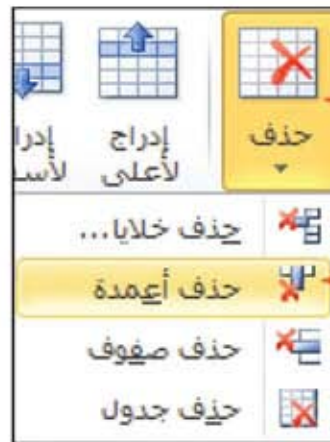 حذف
إدراج لأعلى
حذف خلايا...
حذف أعمدة
حذف صفوف
حذف جدول